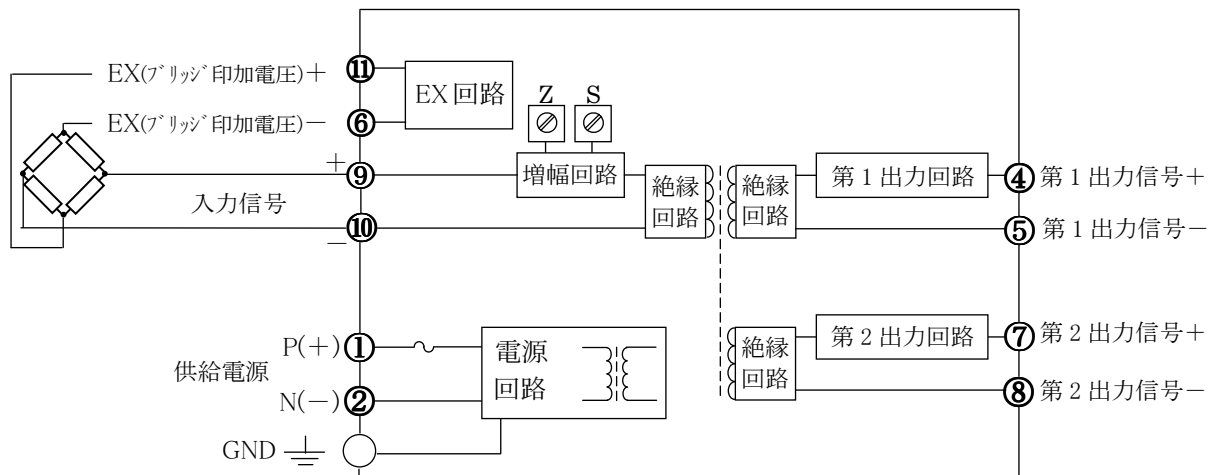 EX(ﾌﾞﾘｯｼﾞ印加電圧)+
⑪
EX回路
EX(ﾌﾞﾘｯｼﾞ印加電圧)-
⑥
Z
S
+
⑨
増幅回路
入力信号
-
⑩
絶縁
回路
絶縁
回路
第1出力回路
④
第1出力信号+
⑤
第1出力信号-
P(+)
①
供給電源
電源
回路
N(-)
②
GND
絶縁
回路
第2出力回路
⑦
第2出力信号+
⑧
第2出力信号-